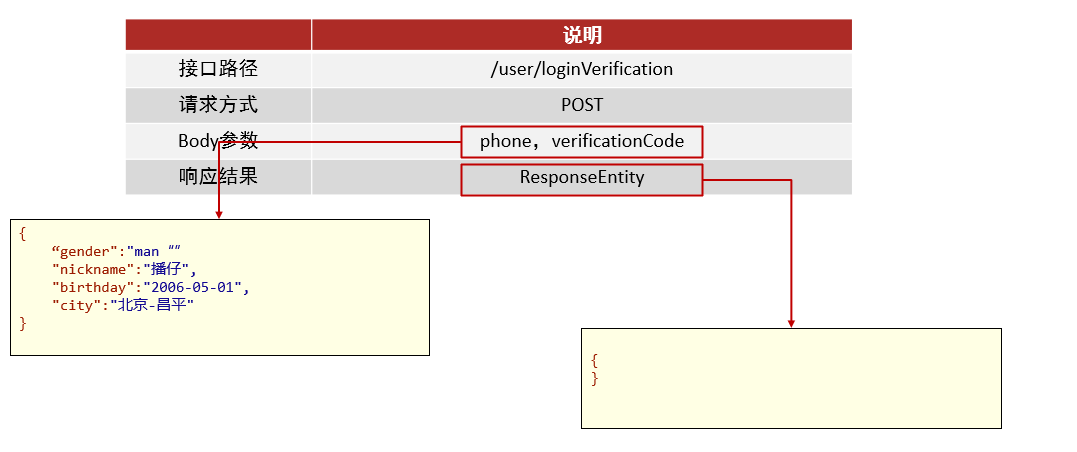 说明
接口路径 /user/loginVerification
请求方式 POST
Body参数 phone，verificationCode
响应结果 ResponseEntity
{
“gender":"man “”
"nickname":"播仔",
"birthday":"2006-05-01",
"city":"北京-昌平"
}
{
}